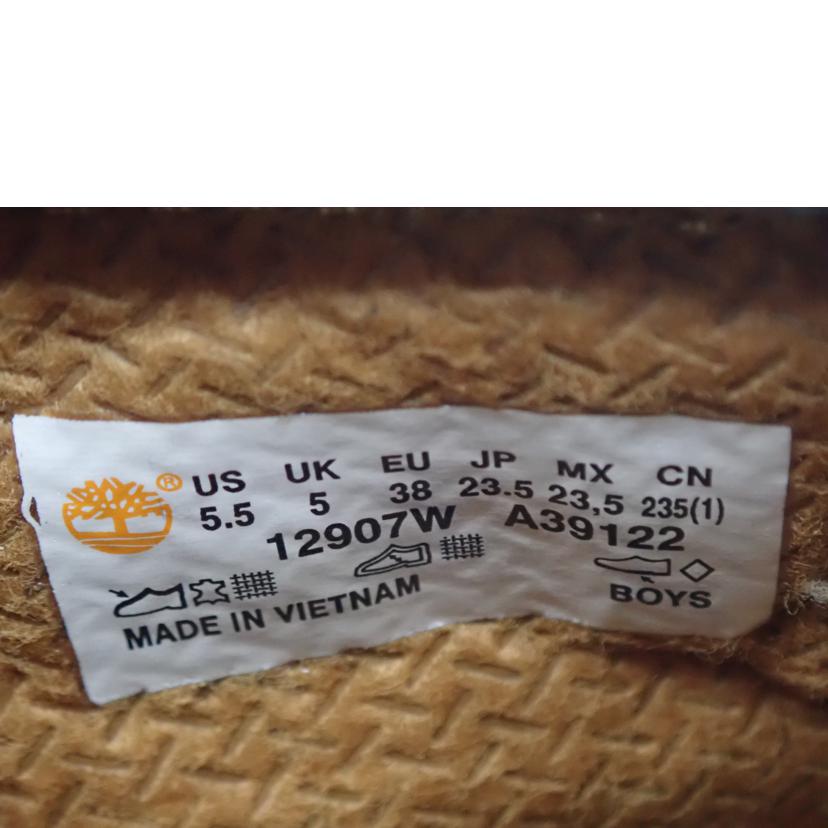 ® US UK EU JP MX CN
5.5 5 38 23.5 23,5 235(1)
12907W A39122
MADE IN VIETNAM BOYS